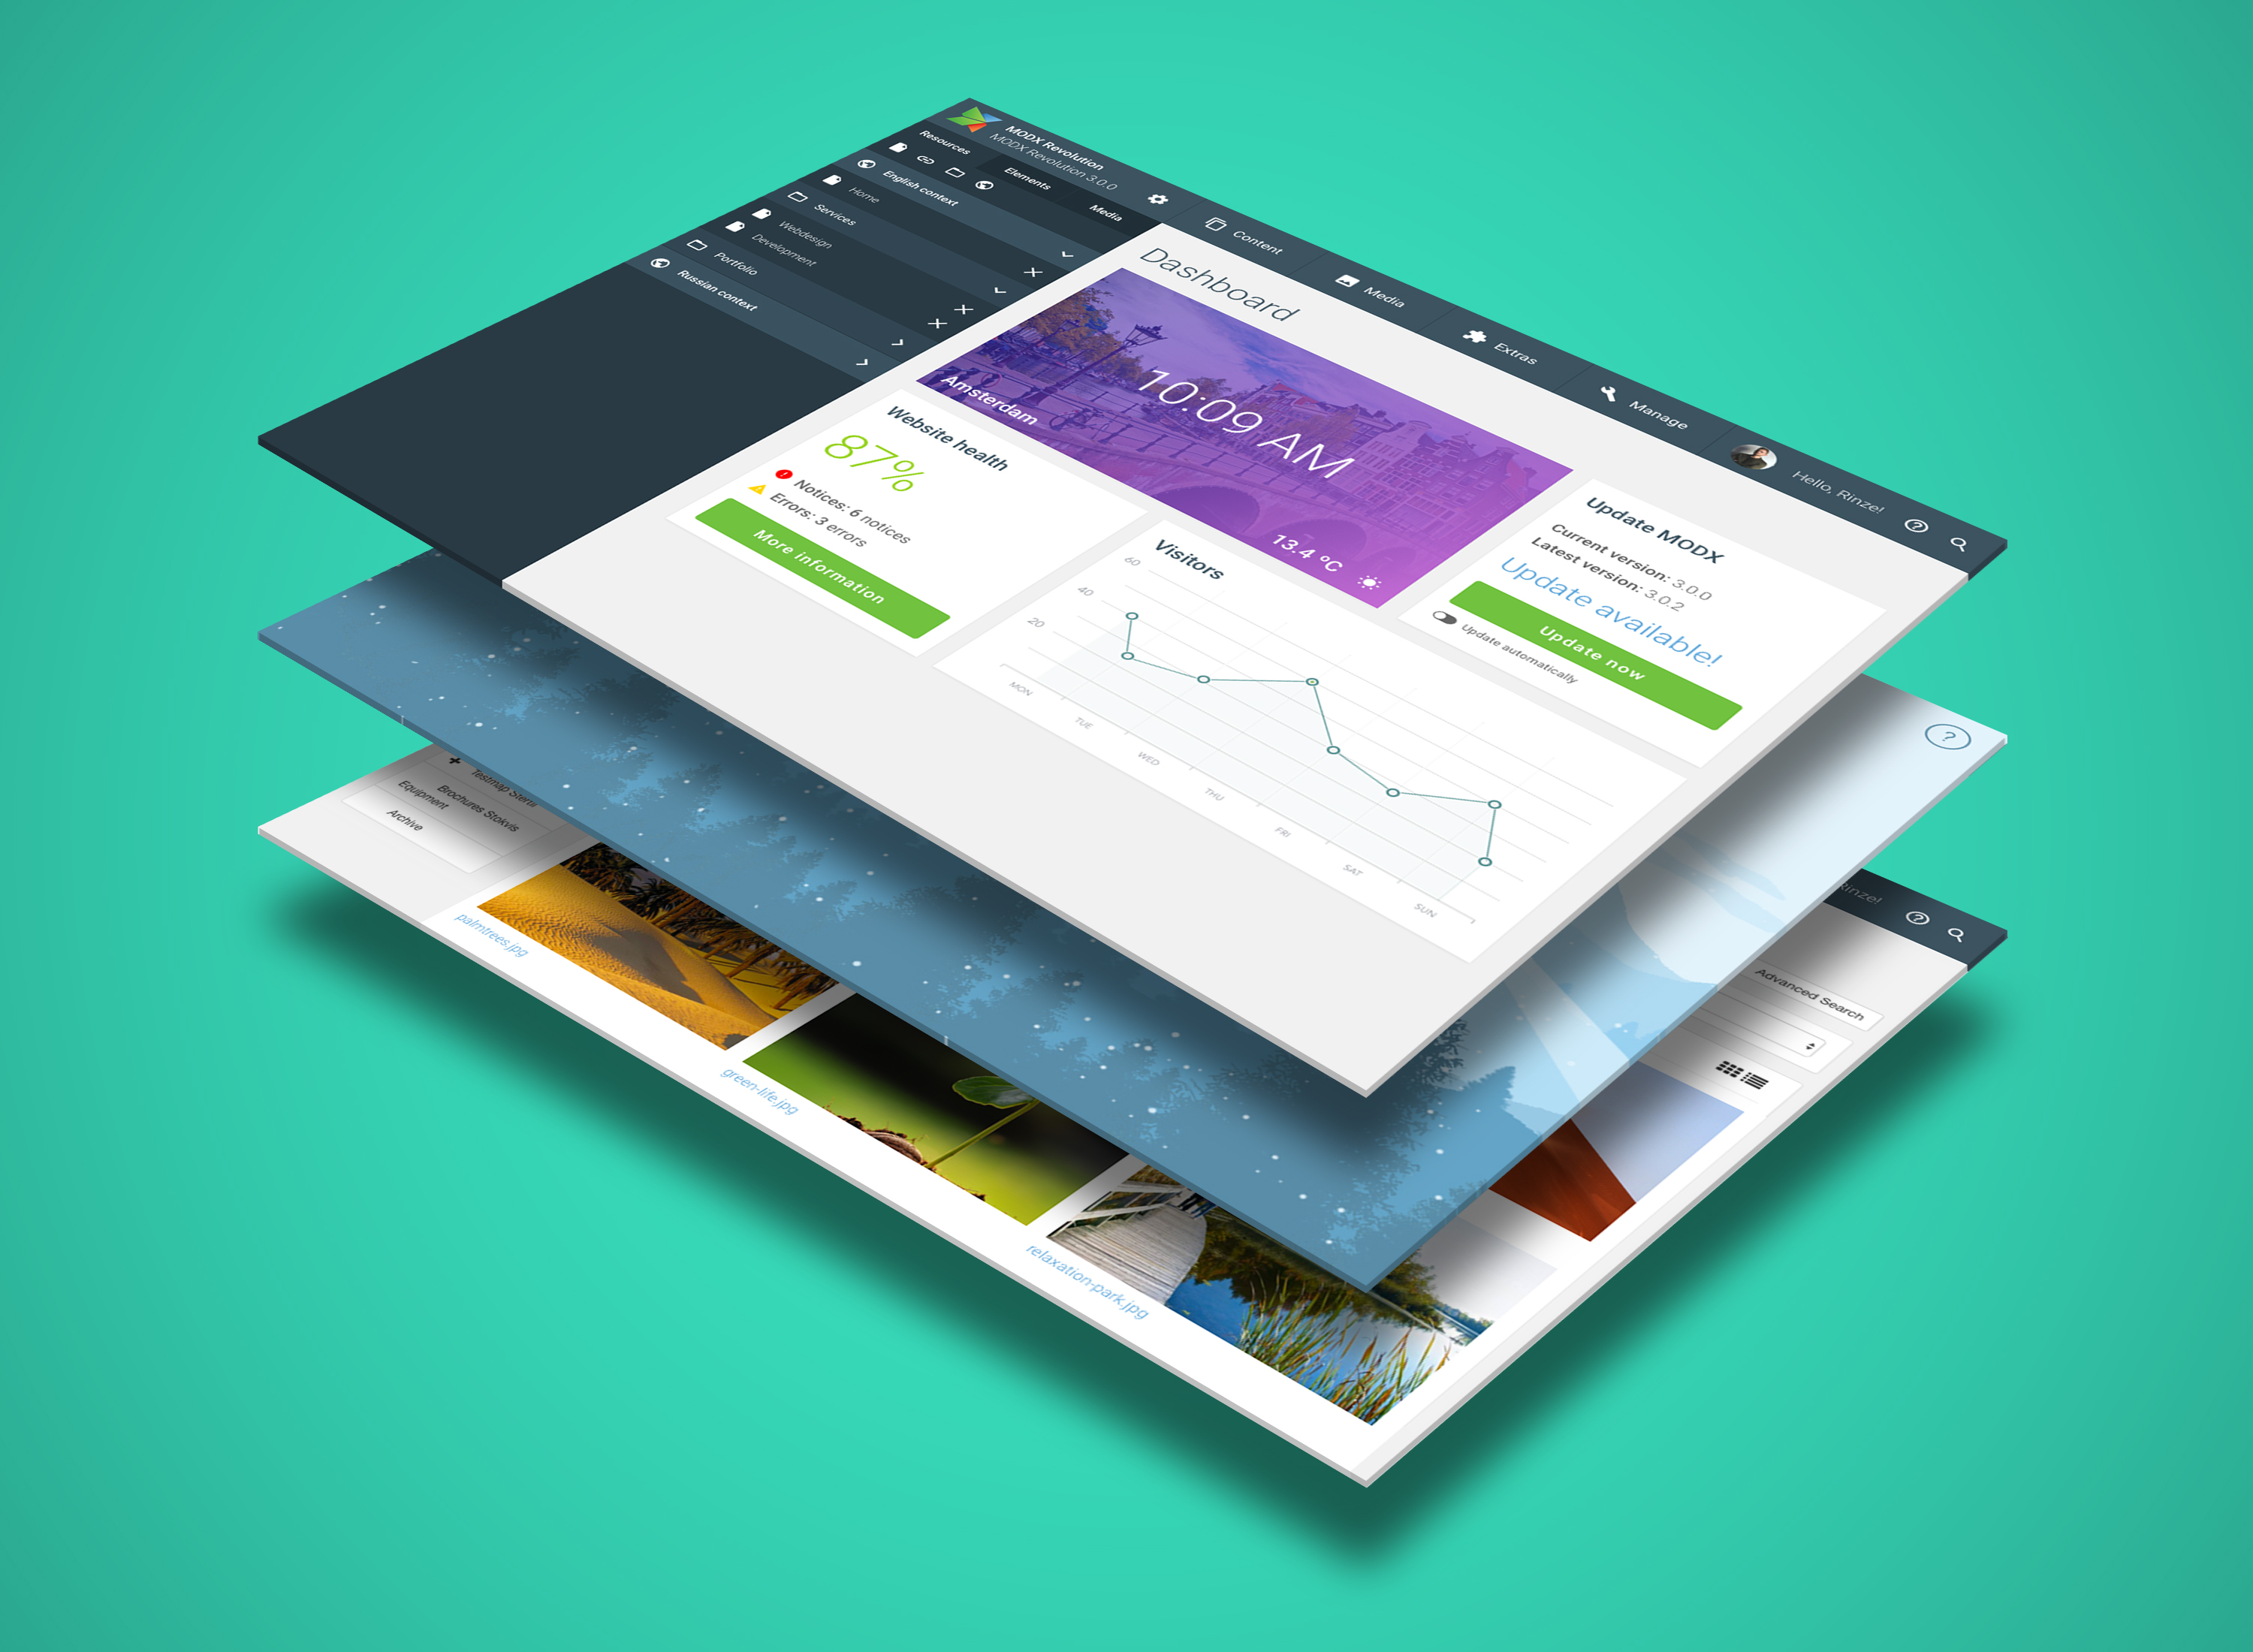 MODX Revolution
MODX Revolution 3.0.0
Resources
Elements
Media
English context
Home
Services
Webdesign
Development
Portfolio
Russian context
Content
Media
Extras
Manage
Hello, Rinze!
Dashboard
10:09 AM
Amsterdam
13.4 ºC
Website health
87%
Notices: 6 notices
Errors: 3 errors
More information
Visitors
60
40
20
MON
TUE
WED
THU
FRI
SAT
SUN
Update MODX
Current version: 3.0.0
Latest version: 3.0.2
Update available!
Update now
Update automatically
?
Rinze!
Advanced Search
Testmap Steril
Brochures Stokvis
Equipment
Archive
palmtrees.jpg
green-life.jpg
relaxation-park.jpg